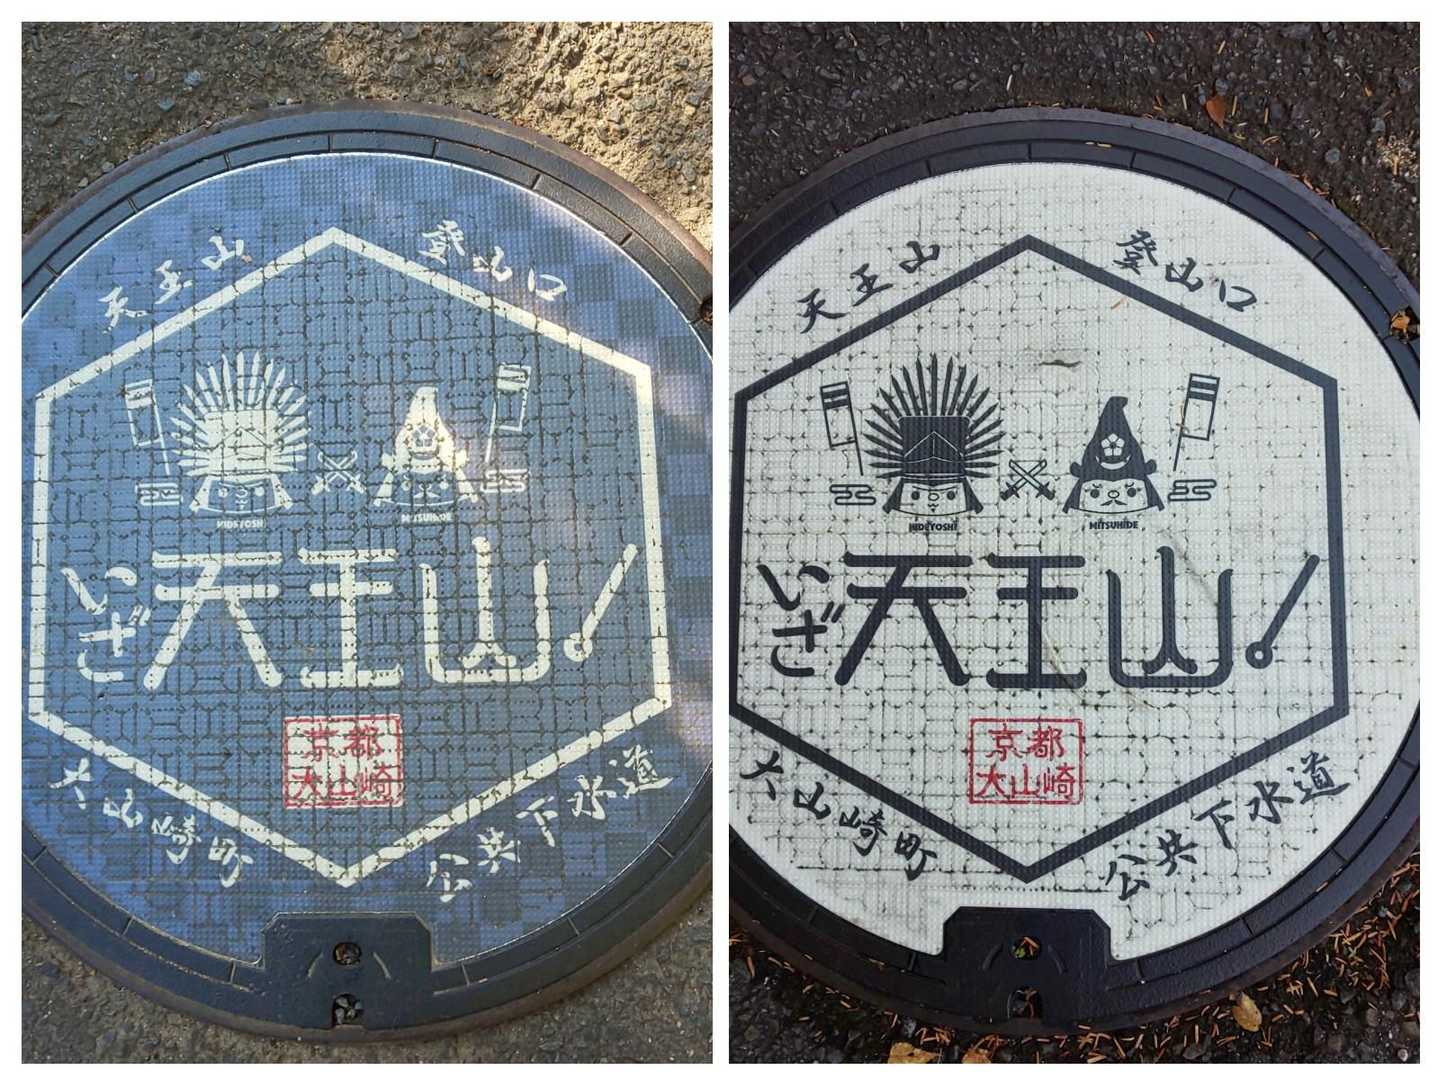 天王山 登山口
HIDEYOSHI MITSUHIDE
いざ天王山!
京都
大山崎
大山崎町 公共下水道
天王山 登山口
HIDEYOSHI MITSUHIDE
いざ天王山!
京都
大山崎
大山崎町 公共下水道